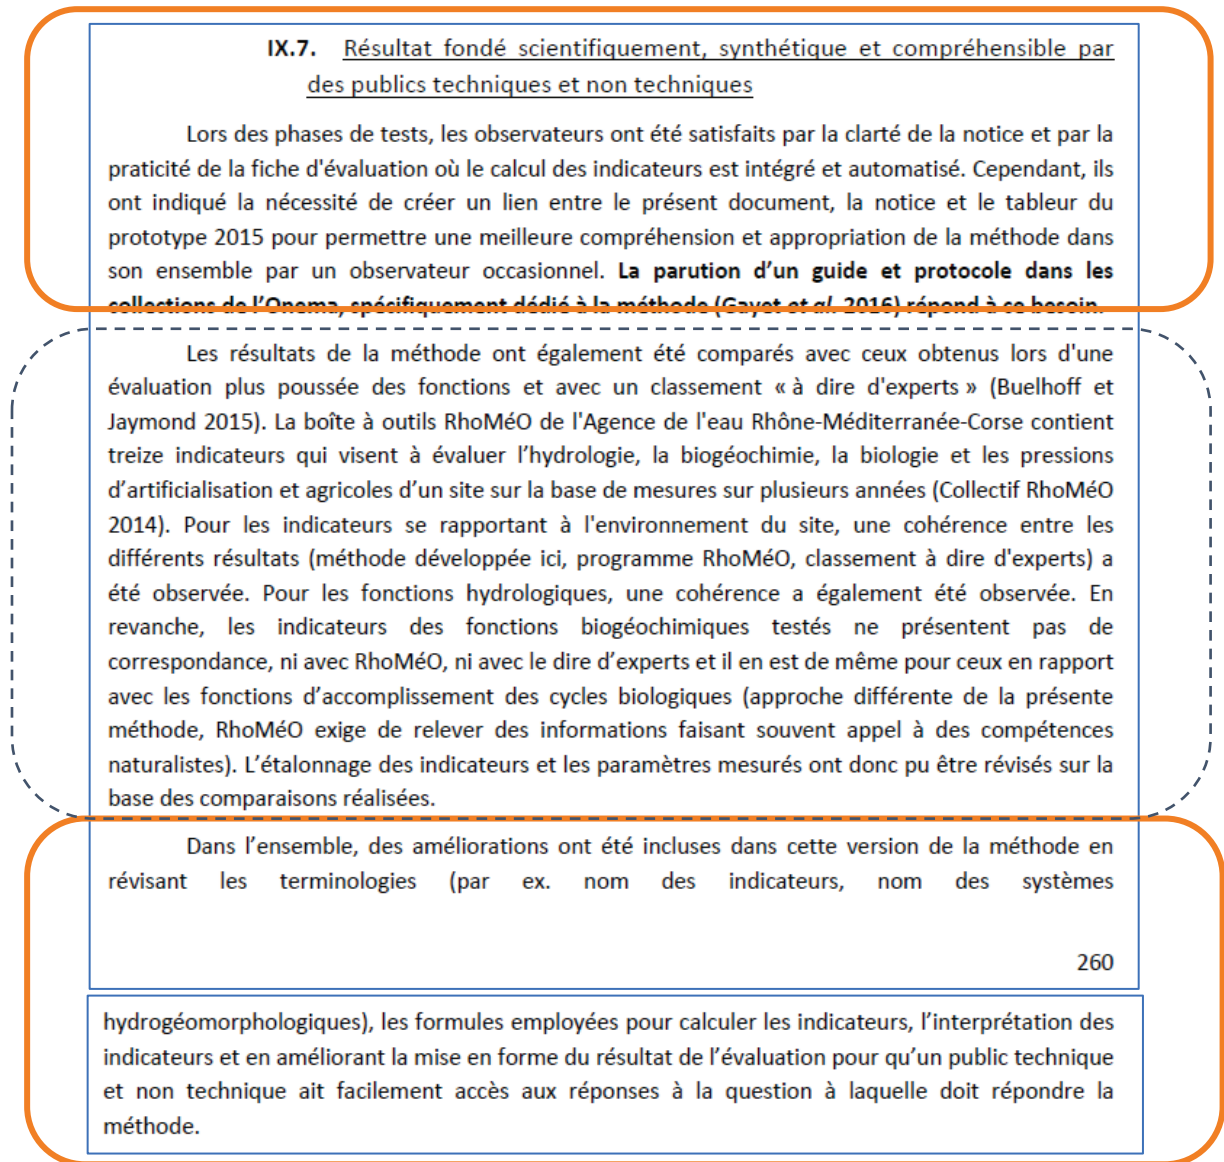 IX.7. Résultat fondé scientifiquement, synthétique et compréhensible par
des publics techniques et non techniques
Lors des phases de tests, les observateurs ont été satisfaits par la clarté de la notice et par la
praticité de la fiche d'évaluation où le calcul des indicateurs est intégré et automatisé. Cependant, ils
ont indiqué la nécessité de créer un lien entre le présent document, la notice et le tableur du
prototype 2015 pour permettre une meilleure compréhension et appropriation de la méthode dans
son ensemble par un observateur occasionnel. La parution d’un guide et protocole dans les
collections de l’Onema, spécifiquement dédié à la méthode (Gayet et al. 2016) répond à ce besoin.
Les résultats de la méthode ont également été comparés avec ceux obtenus lors d'une
évaluation plus poussée des fonctions et avec un classement « à dire d'experts » (Buelhoff et
Jaymond 2015). La boîte à outils RhoMéO de l'Agence de l'eau Rhône-Méditerranée-Corse contient
treize indicateurs qui visent à évaluer l’hydrologie, la biogéochimie, la biologie et les pressions
d’artificialisation et agricoles d’un site sur la base de mesures sur plusieurs années (Collectif RhoMéO
2014). Pour les indicateurs se rapportant à l'environnement du site, une cohérence entre les
différents résultats (méthode développée ici, programme RhoMéO, classement à dire d'experts) a
été observée. Pour les fonctions hydrologiques, une cohérence a également été observée. En
revanche, les indicateurs des fonctions biogéochimiques testés ne présentent pas de
correspondance, ni avec RhoMéO, ni avec le dire d’experts et il en est de même pour ceux en rapport
avec les fonctions d’accomplissement des cycles biologiques (approche différente de la présente
méthode, RhoMéO exige de relever des informations faisant souvent appel à des compétences
naturalistes). L’étalonnage des indicateurs et les paramètres mesurés ont donc pu être révisés sur la
base des comparaisons réalisées.
Dans l’ensemble, des améliorations ont été incluses dans cette version de la méthode en
révisant les terminologies (par ex. nom des indicateurs, nom des systèmes
260
hydrogéomorphologiques), les formules employées pour calculer les indicateurs, l’interprétation des
indicateurs et en améliorant la mise en forme du résultat de l’évaluation pour qu’un public technique
et non technique ait facilement accès aux réponses à la question à laquelle doit répondre la
méthode.